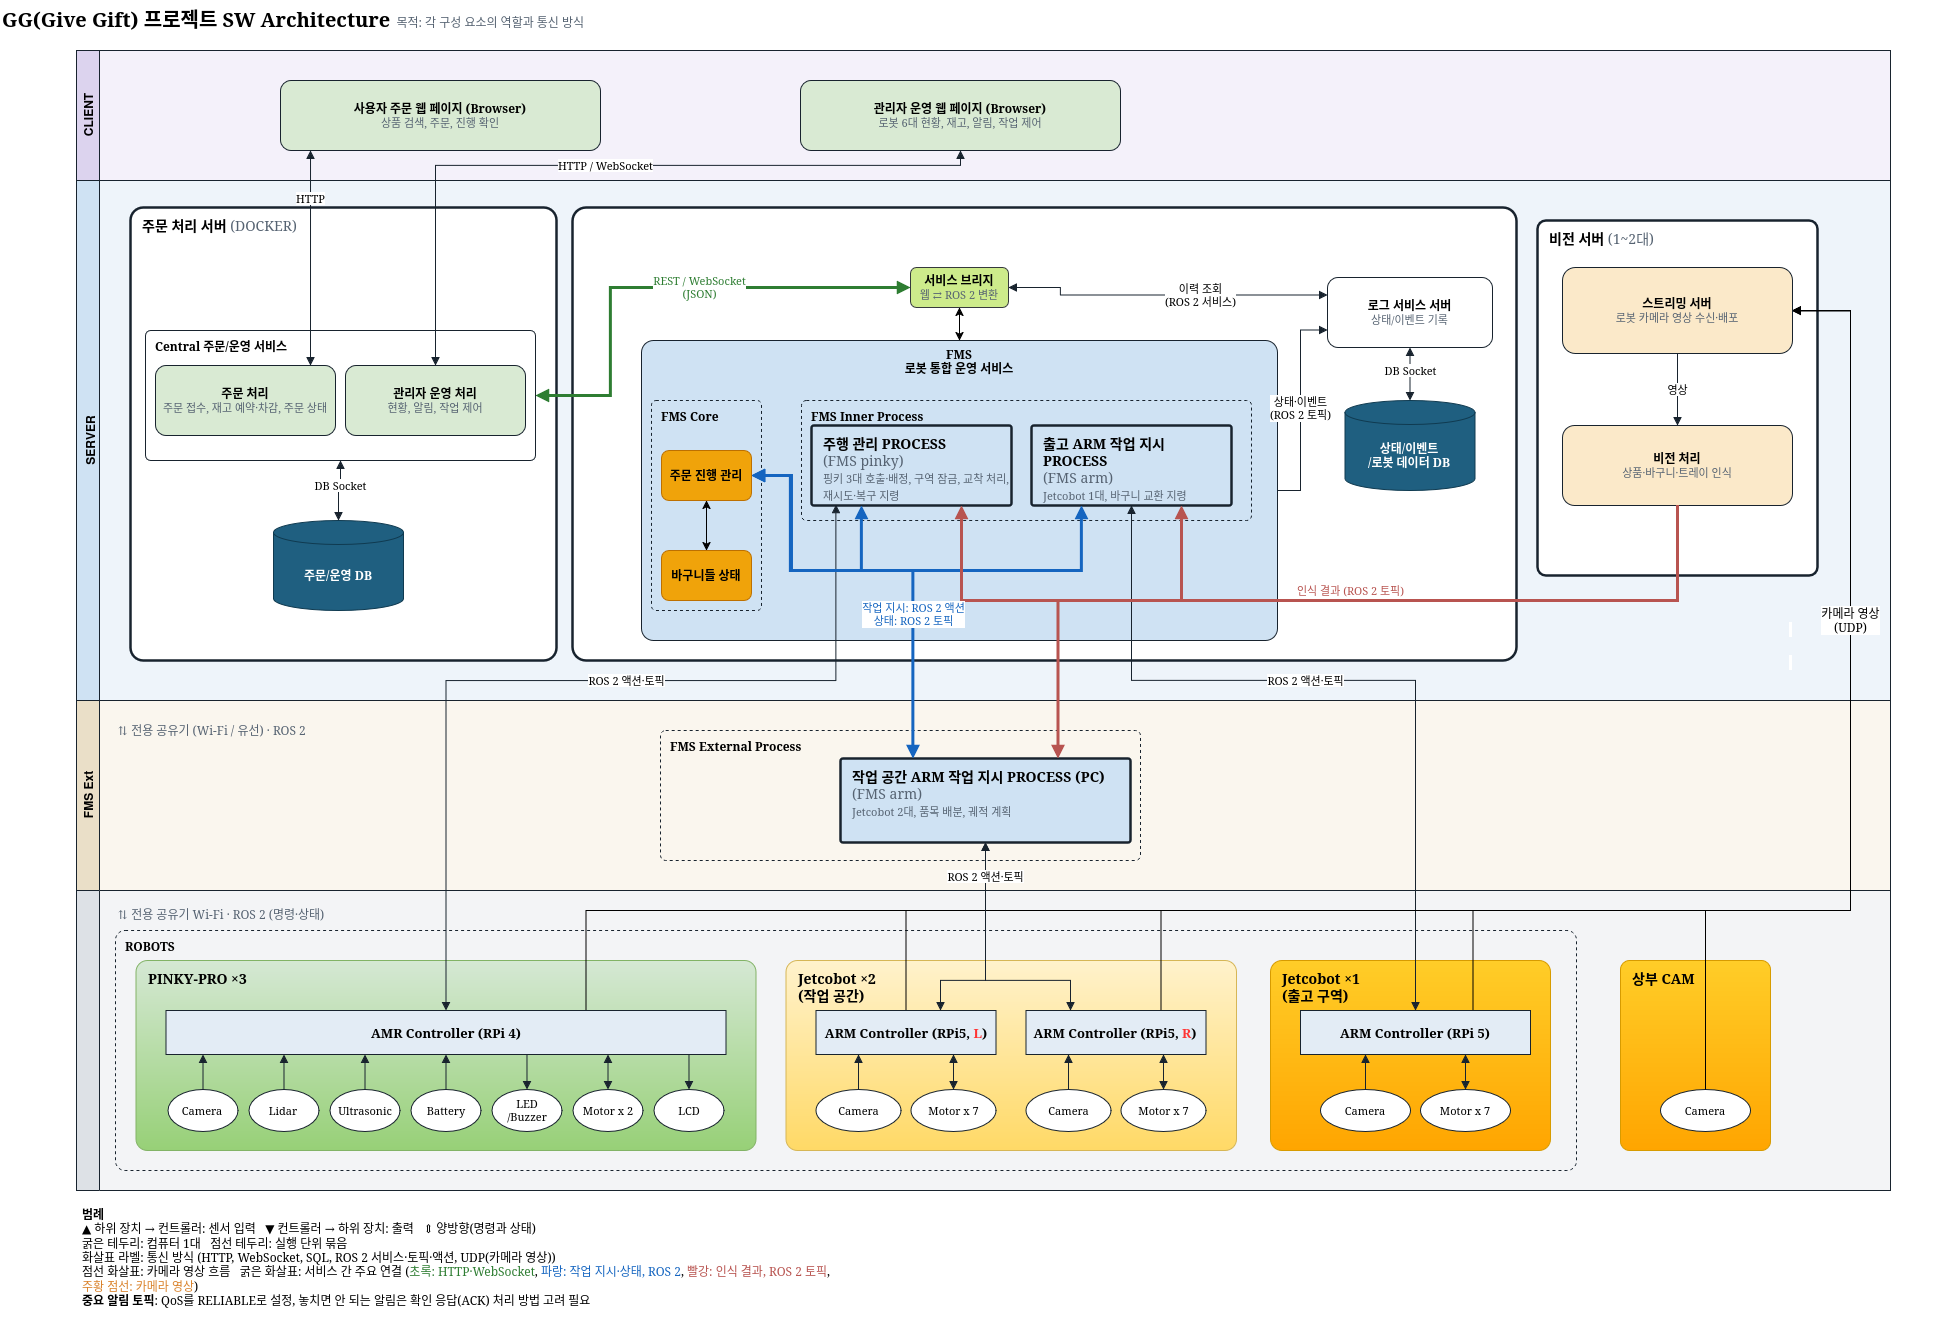 GG(Give Gift) 프로젝트 SW Architecture 목적: 각 구성 요소의 역할과 통신 방식
CLIENT
사용자 주문 웹 페이지 (Browser)
상품 검색, 주문, 진행 확인
관리자 운영 웹 페이지 (Browser)
로봇 6대 현황, 재고, 알림, 작업 제어
HTTP / WebSocket
HTTP
SERVER
주문 처리 서버 (DOCKER)
Central 주문/운영 서비스
주문 처리
주문 접수, 재고 예약·차감, 주문 상태
관리자 운영 처리
현황, 알림, 작업 제어
DB Socket
주문/운영 DB
REST / WebSocket
(JSON)
서비스 브리지
웹 ⇄ ROS 2 변환
이력 조회
(ROS 2 서비스)
로그 서비스 서버
상태/이벤트 기록
DB Socket
상태/이벤트
/로봇 데이터 DB
상태·이벤트
(ROS 2 토픽)
FMS
로봇 통합 운영 서비스
FMS Core
주문 진행 관리
바구니들 상태
FMS Inner Process
주행 관리 PROCESS
(FMS pinky)
핑키 3대 호출·배정, 구역 잠금, 교착 처리,
재시도·복구 지령
출고 ARM 작업 지시
PROCESS
(FMS arm)
Jetcobot 1대, 바구니 교환 지령
작업 지시: ROS 2 액션
상태: ROS 2 토픽
인식 결과 (ROS 2 토픽)
비전 서버 (1~2대)
스트리밍 서버
로봇 카메라 영상 수신·배포
영상
비전 처리
상품·바구니·트레이 인식
카메라 영상
(UDP)
ROS 2 액션·토픽
ROS 2 액션·토픽
FMS Ext
⇅ 전용 공유기 (Wi-Fi / 유선) · ROS 2
FMS External Process
작업 공간 ARM 작업 지시 PROCESS (PC)
(FMS arm)
Jetcobot 2대, 품목 배분, 궤적 계획
ROS 2 액션·토픽
⇅ 전용 공유기 Wi-Fi · ROS 2 (명령·상태)
ROBOTS
PINKY-PRO ×3
AMR Controller (RPi 4)
Camera
Lidar
Ultrasonic
Battery
LED
/Buzzer
Motor x 2
LCD
Jetcobot ×2
(작업 공간)
ARM Controller (RPi5, L)
ARM Controller (RPi5, R)
Camera
Motor x 7
Camera
Motor x 7
Jetcobot ×1
(출고 구역)
ARM Controller (RPi 5)
Camera
Motor x 7
상부 CAM
Camera
범례
▲ 하위 장치 → 컨트롤러: 센서 입력 ▼ 컨트롤러 → 하위 장치: 출력 ⇕ 양방향(명령과 상태)
굵은 테두리: 컴퓨터 1대 점선 테두리: 실행 단위 묶음
화살표 라벨: 통신 방식 (HTTP, WebSocket, SQL, ROS 2 서비스·토픽·액션, UDP(카메라 영상))
점선 화살표: 카메라 영상 흐름 굵은 화살표: 서비스 간 주요 연결 (초록: HTTP·WebSocket, 파랑: 작업 지시·상태, ROS 2, 빨강: 인식 결과, ROS 2 토픽,
주황 점선: 카메라 영상)
중요 알림 토픽: QoS를 RELIABLE로 설정, 놓치면 안 되는 알림은 확인 응답(ACK) 처리 방법 고려 필요